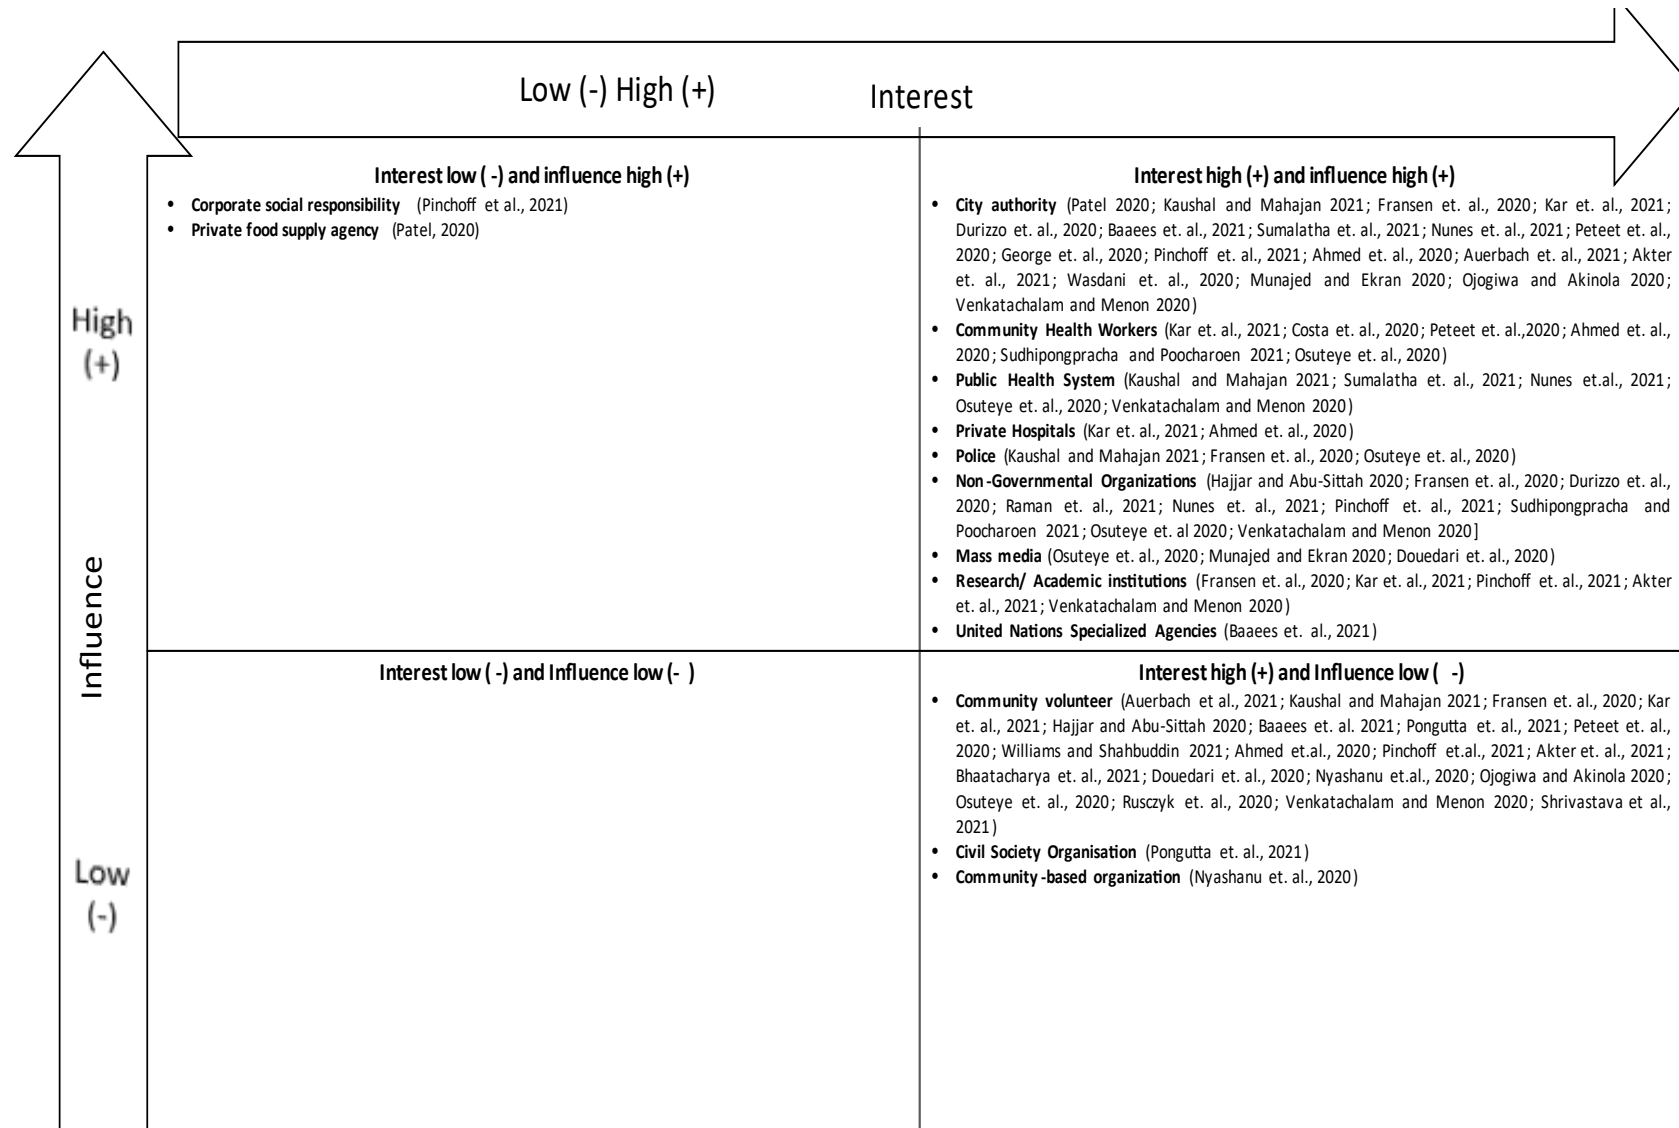 Low (-) High (+)
Interest
High
(+)
Influence
Low
(-)
Interest low ( -) and influence high (+)
• Corporate social responsibility (Pinchoff et al., 2021)
• Private food supply agency (Patel, 2020)
Interest high (+) and influence high (+)
• City authority (Patel 2020; Kaushal and Mahajan 2021; Fransen et. al., 2020; Kar et. al., 2021;
Durizzo et. al., 2020; Baaees et. al., 2021; Sumalatha et. al., 2021; Nunes et. al., 2021; Peteet et. al.,
2020; George et. al., 2020; Pinchoff et. al., 2021; Ahmed et. al., 2020; Auerbach et. al., 2021; Akter
et. al., 2021; Wasdani et. al., 2020; Munajed and Ekran 2020; Ojogiwa and Akinola 2020;
Venkatachalam and Menon 2020)
• Community Health Workers (Kar et. al., 2021; Costa et. al., 2020; Peteet et. al.,2020; Ahmed et. al.,
2020; Sudhipongpracha and Poocharoen 2021; Osuteye et. al., 2020)
• Public Health System (Kaushal and Mahajan 2021; Sumalatha et. al., 2021; Nunes et.al., 2021;
Osuteye et. al., 2020; Venkatachalam and Menon 2020)
• Private Hospitals (Kar et. al., 2021; Ahmed et. al., 2020)
• Police (Kaushal and Mahajan 2021; Fransen et. al., 2020; Osuteye et. al., 2020)
• Non-Governmental Organizations (Hajjar and Abu-Sittah 2020; Fransen et. al., 2020; Durizzo et. al.,
2020; Raman et. al., 2021; Nunes et. al., 2021; Pinchoff et. al., 2021; Sudhipongpracha and
Poocharoen 2021; Osuteye et. al 2020; Venkatachalam and Menon 2020]
• Mass media (Osuteye et. al., 2020; Munajed and Ekran 2020; Douedari et. al., 2020)
• Research/ Academic institutions (Fransen et. al., 2020; Kar et. al., 2021; Pinchoff et. al., 2021; Akter
et. al., 2021; Venkatachalam and Menon 2020)
• United Nations Specialized Agencies (Baaees et. al., 2021)
Interest low ( -) and Influence low (- )
Interest high (+) and Influence low ( -)
• Community volunteer (Auerbach et al., 2021; Kaushal and Mahajan 2021; Fransen et. al., 2020; Kar
et. al., 2021; Hajjar and Abu-Sittah 2020; Baaees et. al. 2021; Pongutta et. al., 2021; Peteet et. al.,
2020; Williams and Shahbuddin 2021; Ahmed et.al., 2020; Pinchoff et.al., 2021; Akter et. al., 2021;
Bhaatacharya et. al., 2021; Douedari et. al., 2020; Nyashanu et.al., 2020; Ojogiwa and Akinola 2020;
Osuteye et. al., 2020; Rusczyk et. al., 2020; Venkatachalam and Menon 2020; Shrivastava et al.,
2021)
• Civil Society Organisation (Pongutta et. al., 2021)
• Community-based organization (Nyashanu et. al., 2020)